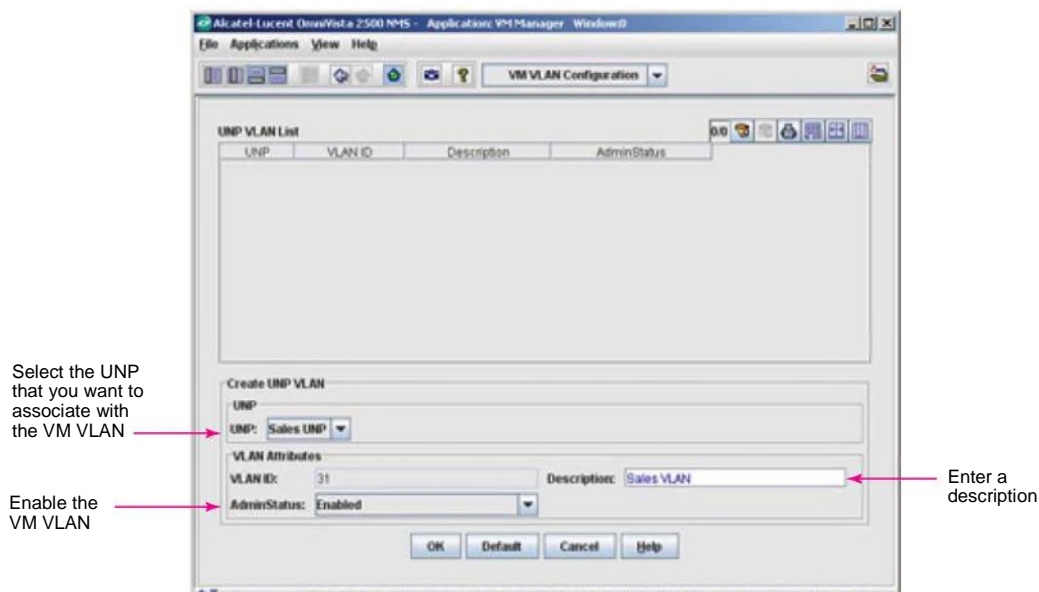 Alcatel-Lucent OmniVista 2500 NMS - Application: VM Manager Window:0
File Applications View Help
VM VLAN Configuration
UNP VLAN List
0/0
UNP VLAN ID Description AdminStatus
Select the UNP
that you want to
associate with
the VM VLAN
Create UNP VLAN
UNP
UNP: Sales UNP
VLAN Attributes
VLAN ID: 31 Description: Sales VLAN
Enter a
description
Enable the
VM VLAN
AdminStatus: Enabled
OK Default Cancel Help